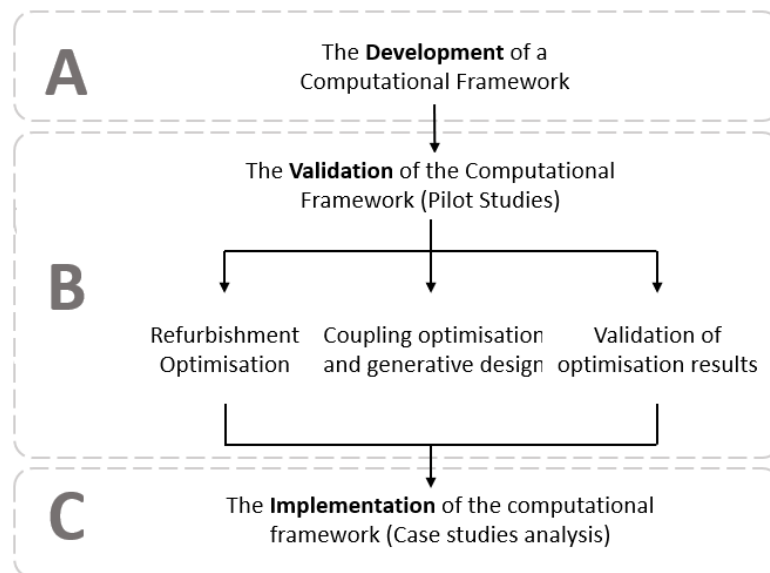 A
The Development of a
Computational Framework
The Validation of the Computational
Framework (Pilot Studies)
B
Refurbishment
Optimisation
Coupling optimisation
and generative design
Validation of
optimisation results
C
The Implementation of the computational
framework (Case studies analysis)